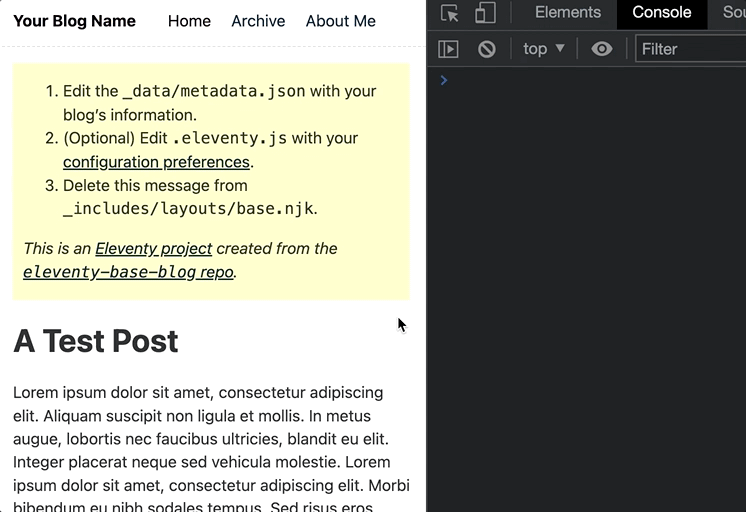 Your Blog Name Home Archive About Me
1. Edit the _data/metadata.json with your
blog’s information.
2. (Optional) Edit .eleventy.js with your
configuration preferences.
3. Delete this message from
_includes/layouts/base.njk.
This is an Eleventy project created from the
eleventy-base-blog repo.
A Test Post
Lorem ipsum dolor sit amet, consectetur adipiscing
elit. Aliquam suscipit non ligula et mollis. In metus
augue, lobortis nec faucibus ultricies, blandit eu elit.
Integer placerat neque sed vehicula molestie. Lorem
ipsum dolor sit amet, consectetur adipiscing elit. Morbi
bibendum eu nibh sodales tempus. Sed risus eros
Elements Console Sou
top Filter